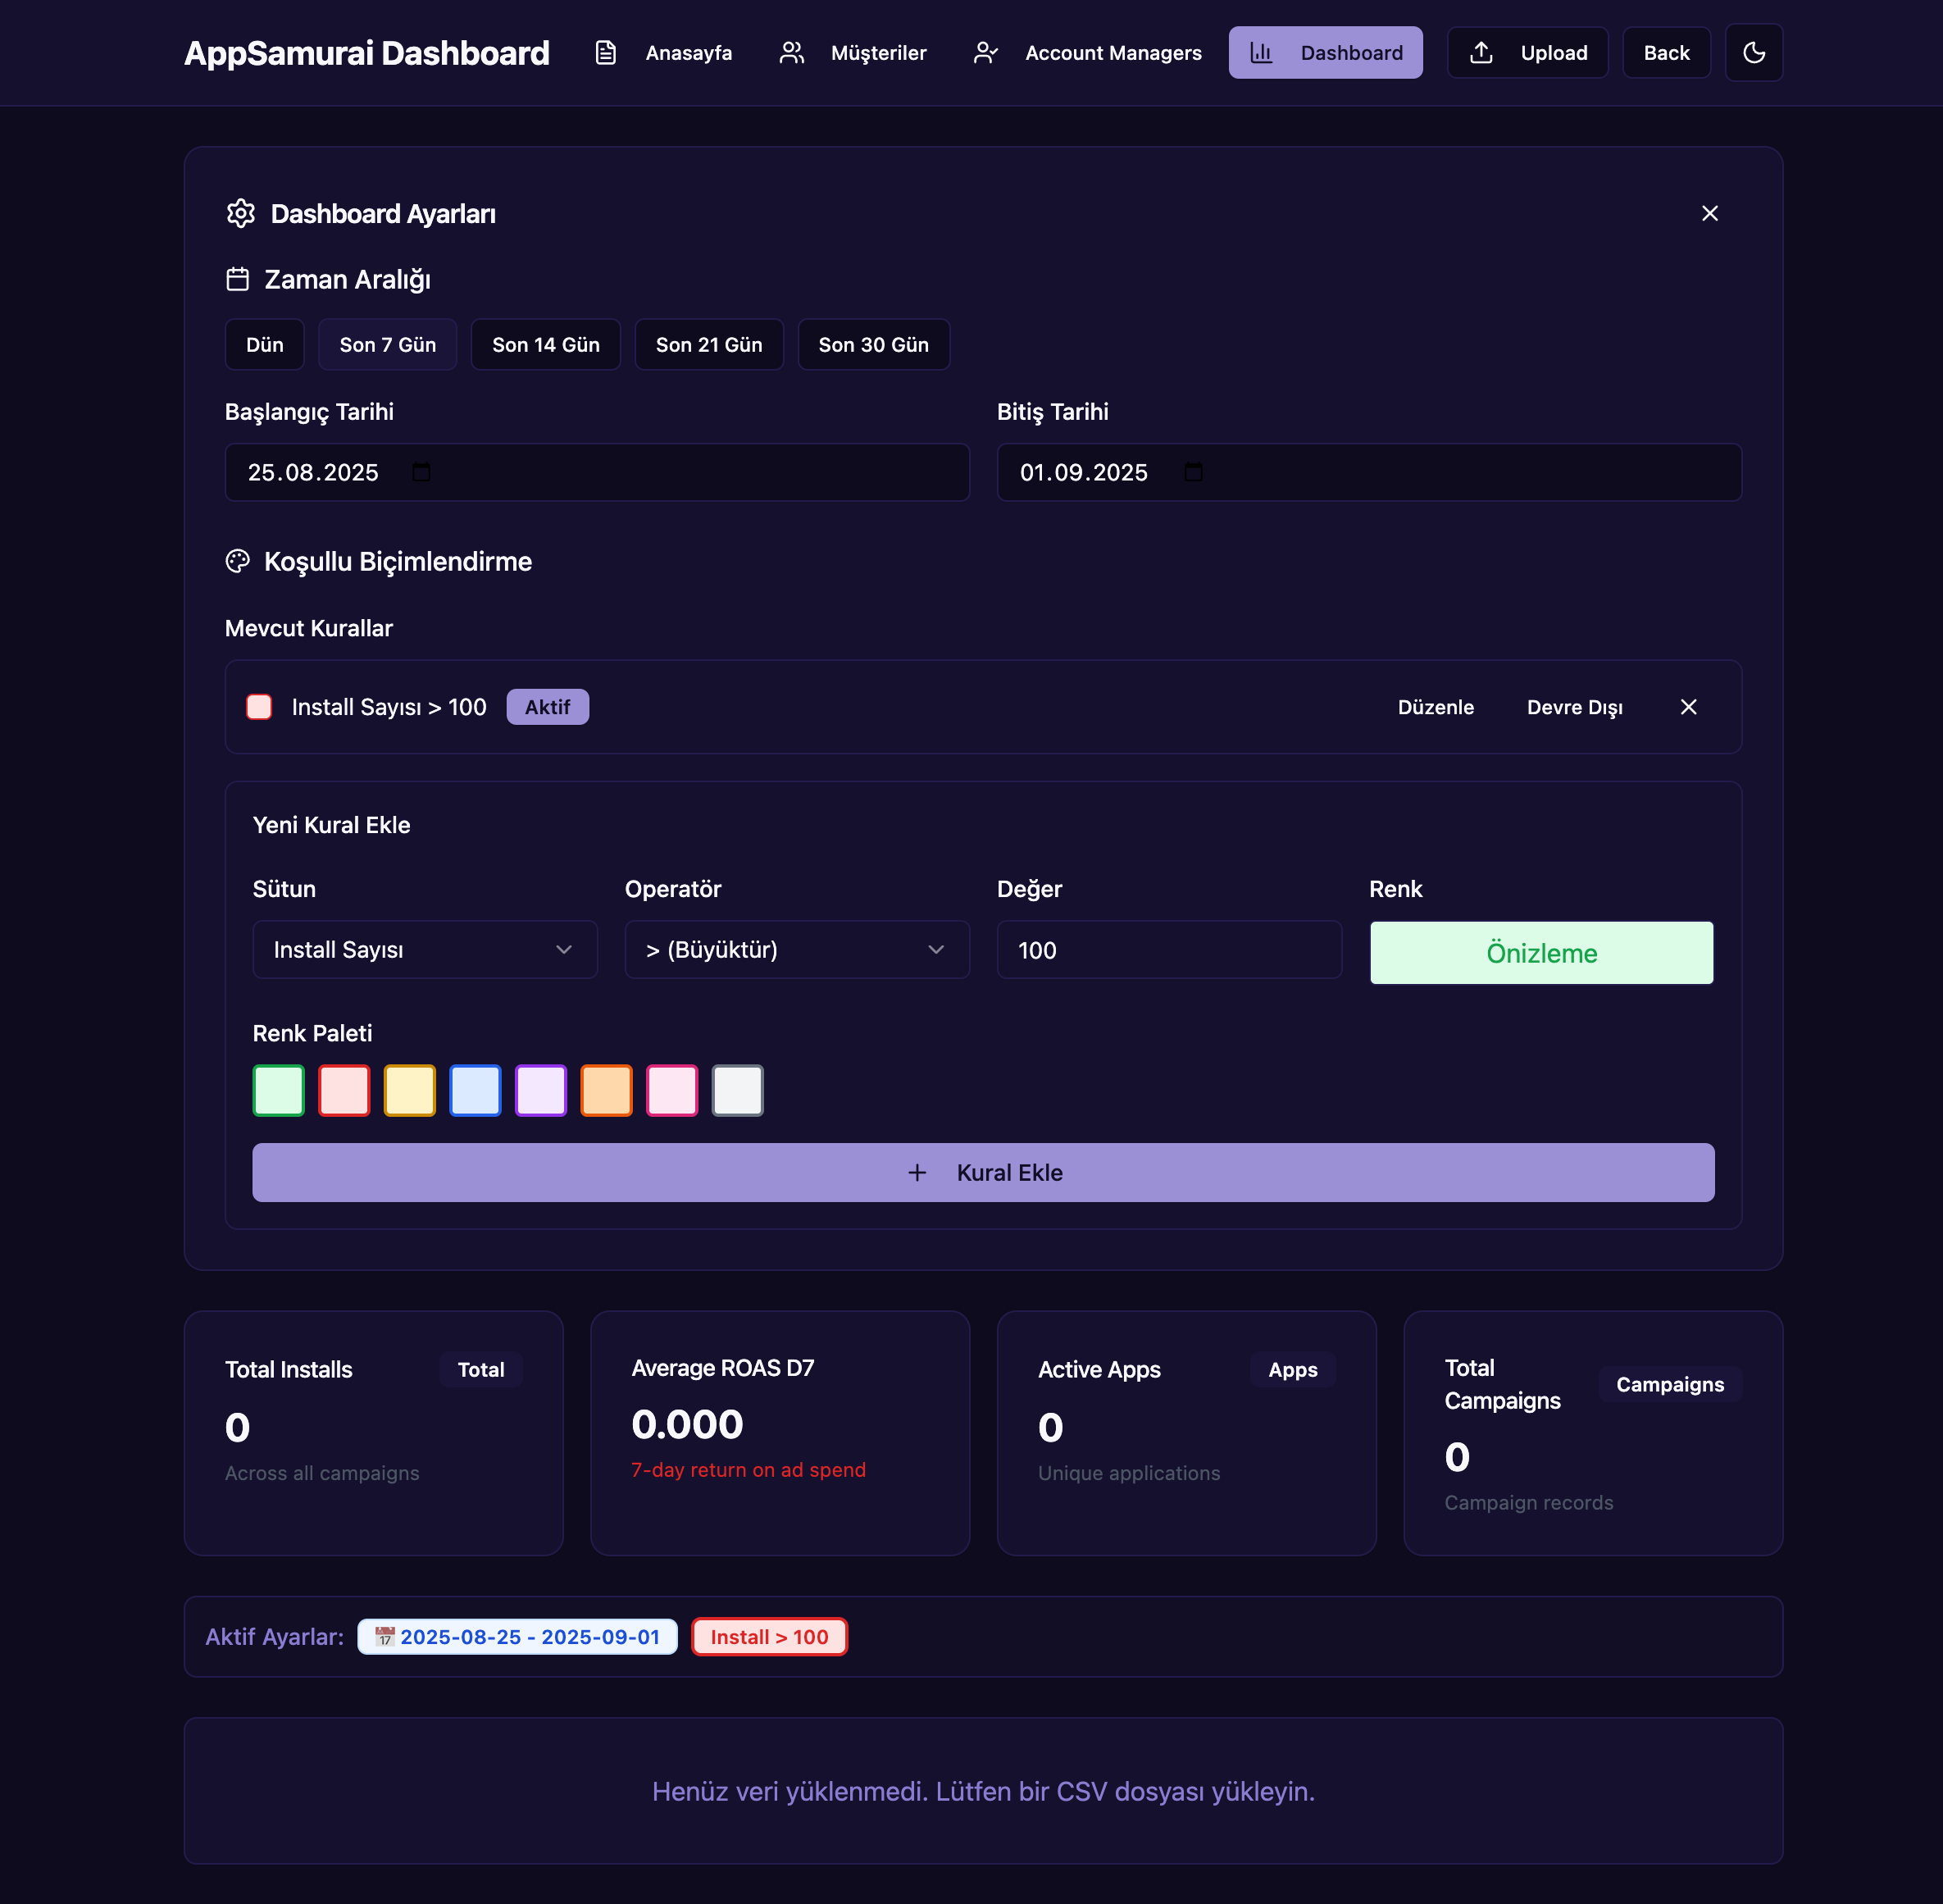 AppSamurai Dashboard Anasayfa Müşteriler Account Managers Dashboard Upload Back
Dashboard Ayarları
Zaman Aralığı
Dün Son 7 Gün Son 14 Gün Son 21 Gün Son 30 Gün
Başlangıç Tarihi Bitiş Tarihi
25.08.2025 01.09.2025
Koşullu Biçimlendirme
Mevcut Kurallar
Install Sayısı > 100 Aktif Düzenle Devre Dışı
Yeni Kural Ekle
Sütun Operatör Değer Renk
Install Sayısı > (Büyüktür) 100 Önizleme
Renk Paleti
+ Kural Ekle
Total Installs Total
0
Across all campaigns
Average ROAS D7
0.000
7-day return on ad spend
Active Apps Apps
0
Unique applications
Total
Campaigns Campaigns
0
Campaign records
Aktif Ayarlar: 📅 2025-08-25 - 2025-09-01 Install > 100
Henüz veri yüklenmedi. Lütfen bir CSV dosyası yükleyin.